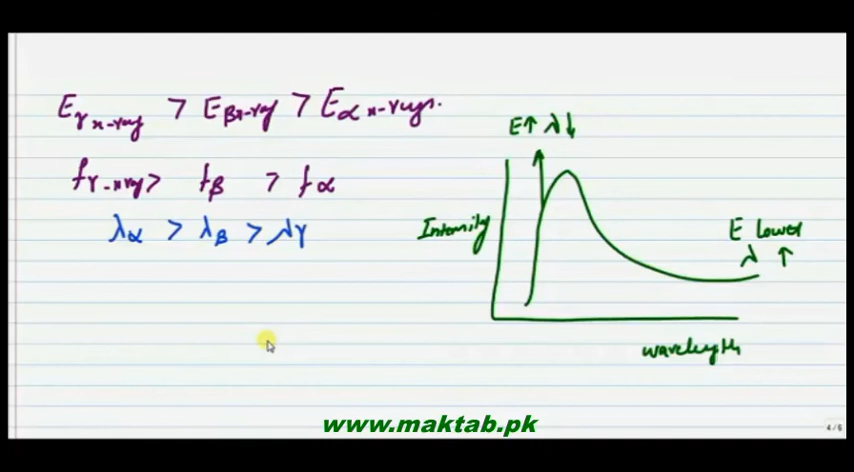 Eγ x-ray > Eβ x-ray > Eα x-rays.
fγ-xray > fβ > fα
λα > λβ > λγ
E↑ λ↓
Intensity
E Lower
λ ↑
wavelength
www.maktab.pk
4/6